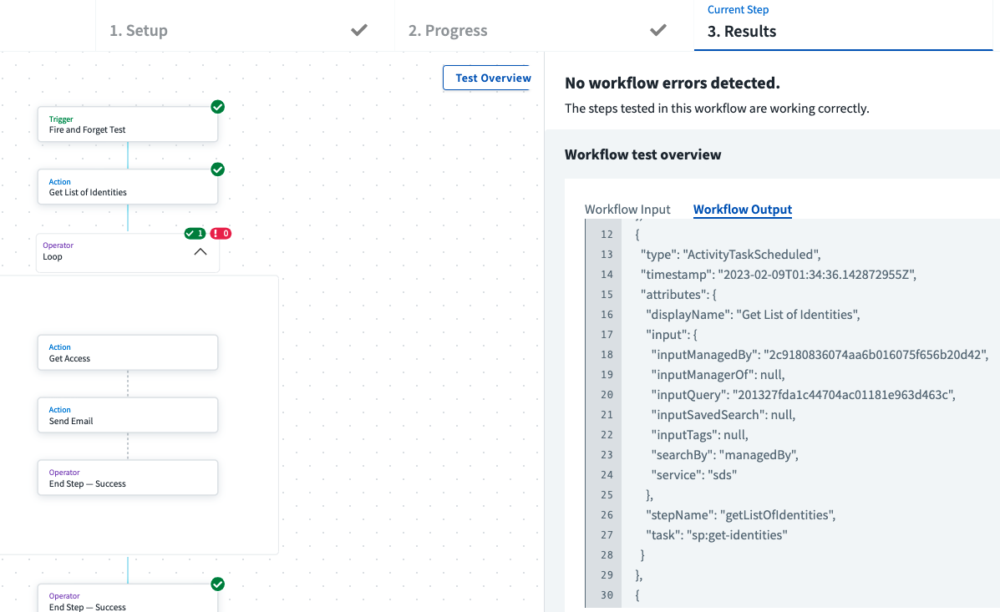 1. Setup
2. Progress
Current Step
3. Results
Test Overview
Trigger
Fire and Forget Test
Action
Get List of Identities
1
! 0
Operator
Loop
Action
Get Access
Action
Send Email
Operator
End Step — Success
Operator
End Step — Success
No workflow errors detected.
The steps tested in this workflow are working correctly.
Workflow test overview
Workflow Input
Workflow Output
12 {
13 "type": "ActivityTaskScheduled",
14 "timestamp": "2023-02-09T01:34:36.142872955Z",
15 "attributes": {
16 "displayName": "Get List of Identities",
17 "input": {
18 "inputManagedBy": "2c9180836074aa6b016075f656b20d42",
19 "inputManagerOf": null,
20 "inputQuery": "201327fda1c44704ac01181e963d463c",
21 "inputSavedSearch": null,
22 "inputTags": null,
23 "searchBy": "managedBy",
24 "service": "sds"
25 },
26 "stepName": "getListOfIdentities",
27 "task": "sp:get-identities"
28 }
29 },
30 {